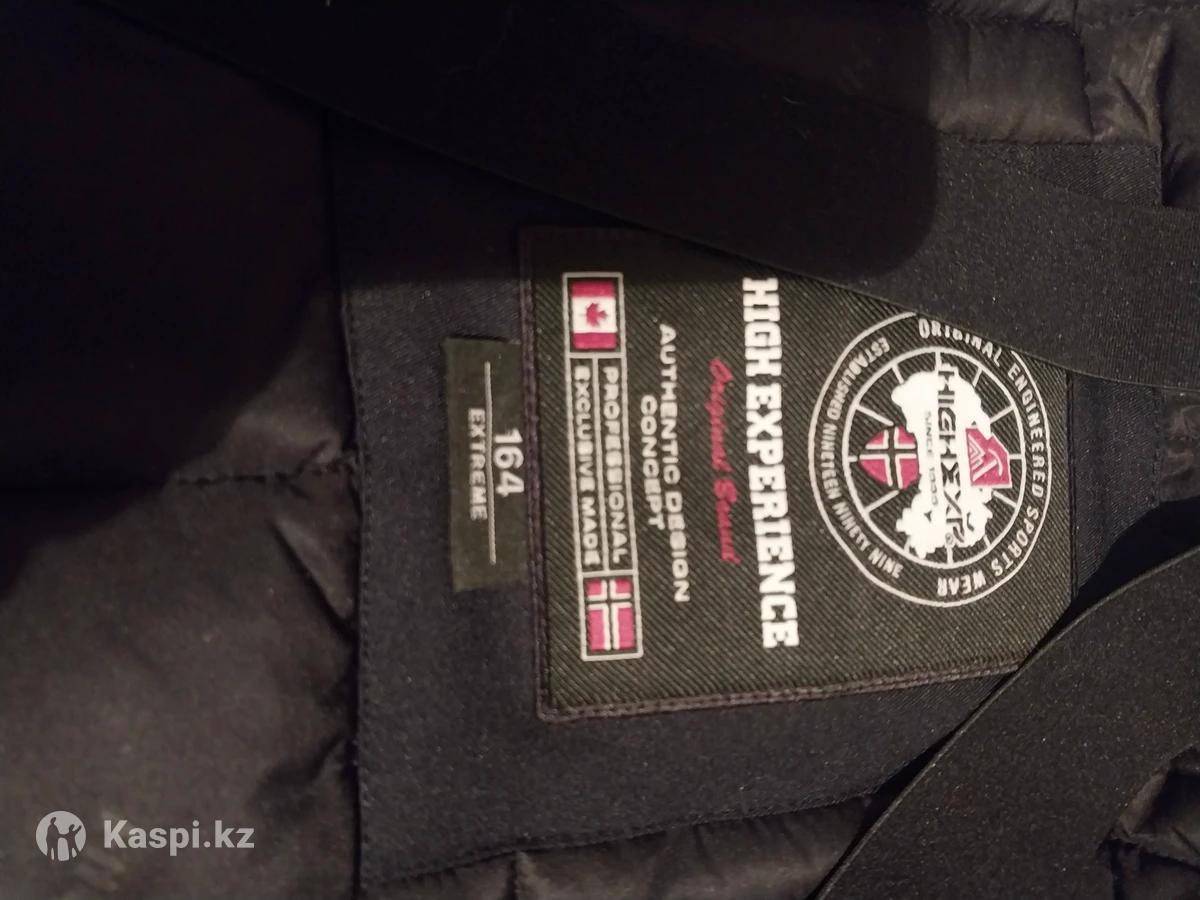 ORIGINAL ENGINEERED SPORTS WEAR
ESTABLISHED NINETEEN NINETY NINE
HIGHEXP®
SINCE 1999
HIGH EXPERIENCE
Original Brand
AUTHENTIC DESIGN
CONCEPT
PROFESSIONAL
EXCLUSIVE MADE
164
EXTREME
Kaspi.kz